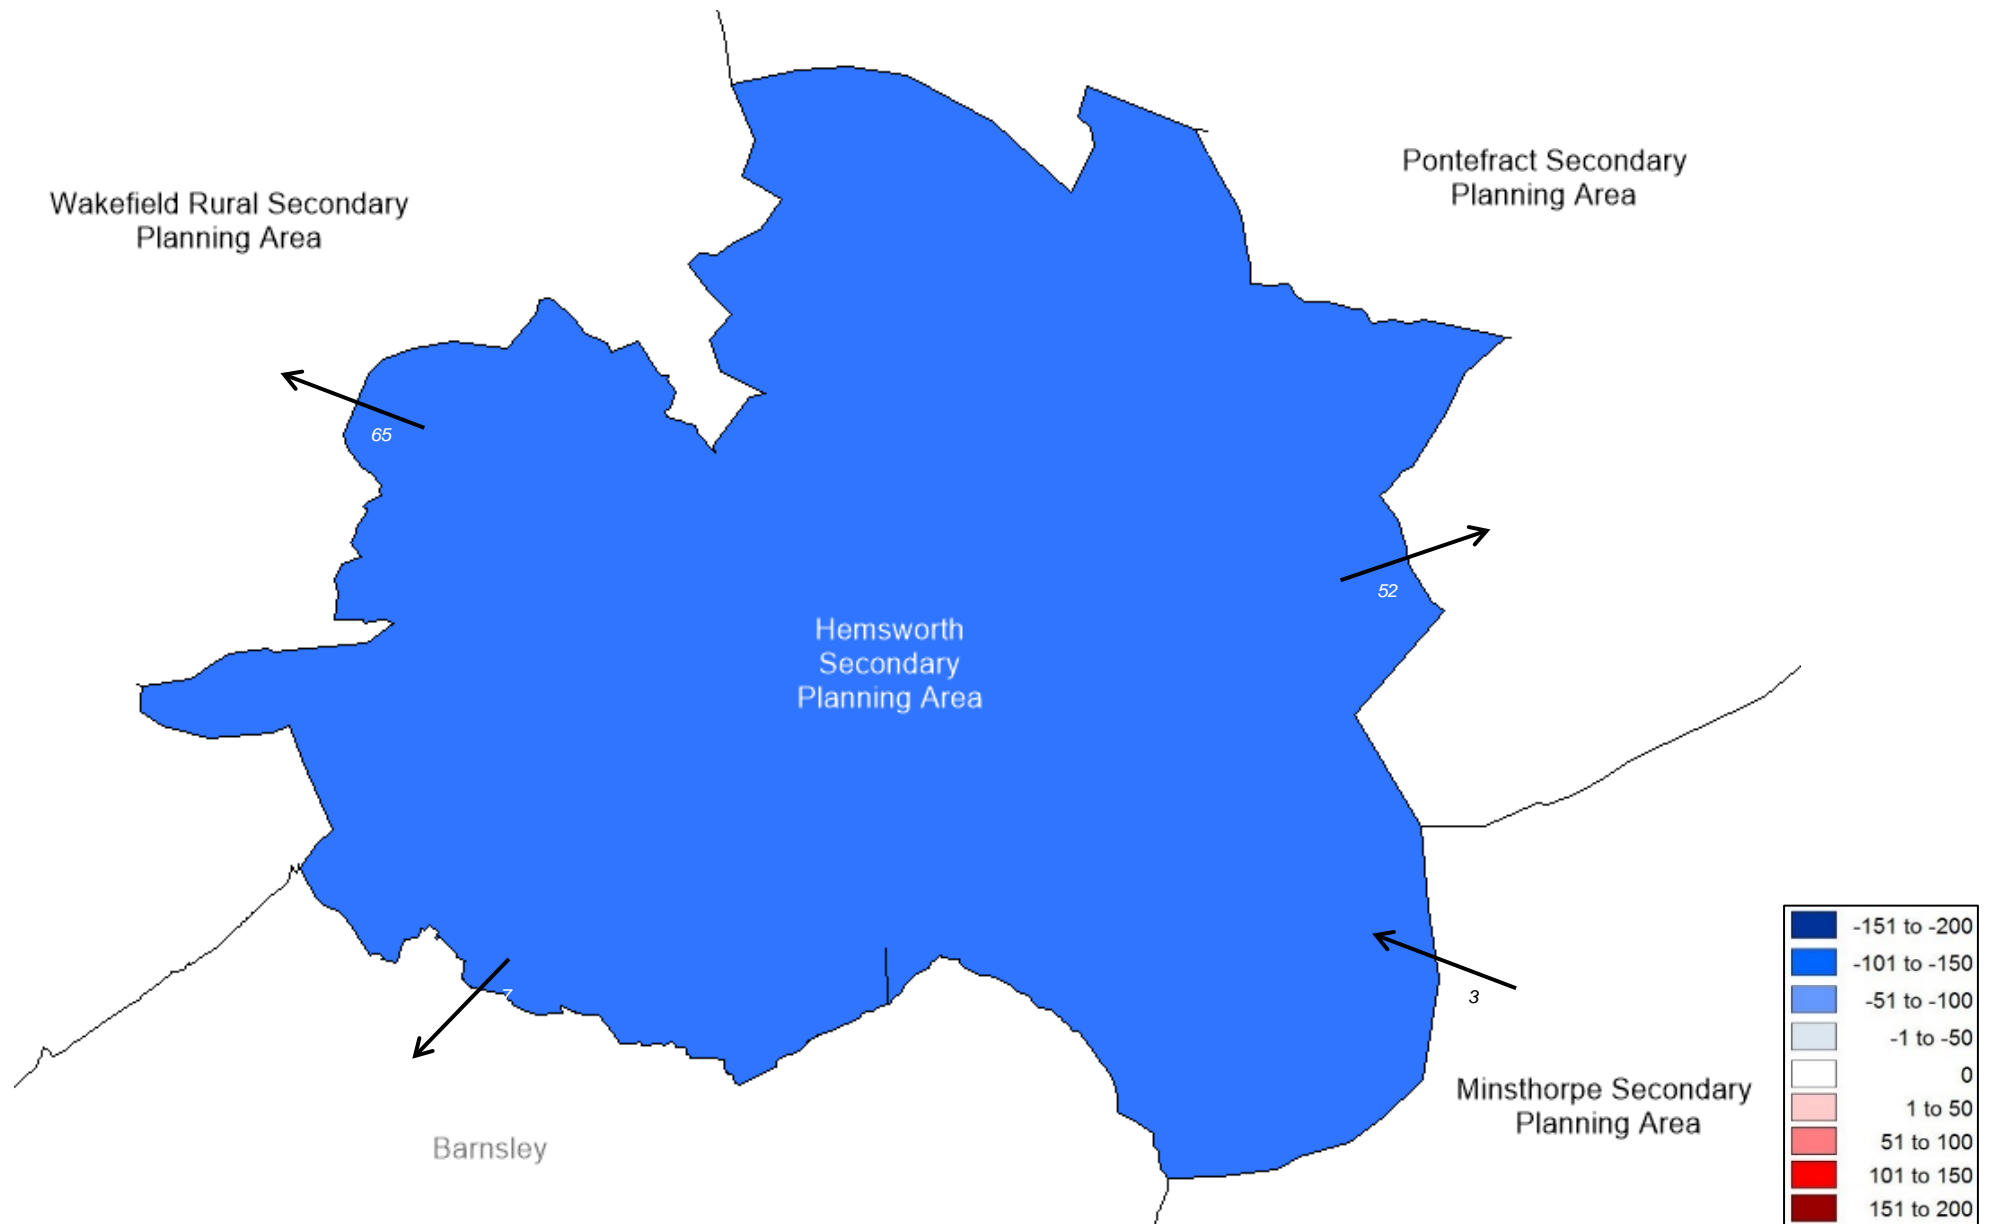 Wakefield Rural Secondary
Planning Area
Pontefract Secondary
Planning Area
65
52
Hemsworth
Secondary
Planning Area
7
3
Minsthorpe Secondary
Planning Area
Barnsley
-151 to -200
-101 to -150
-51 to -100
-1 to -50
0
1 to 50
51 to 100
101 to 150
151 to 200